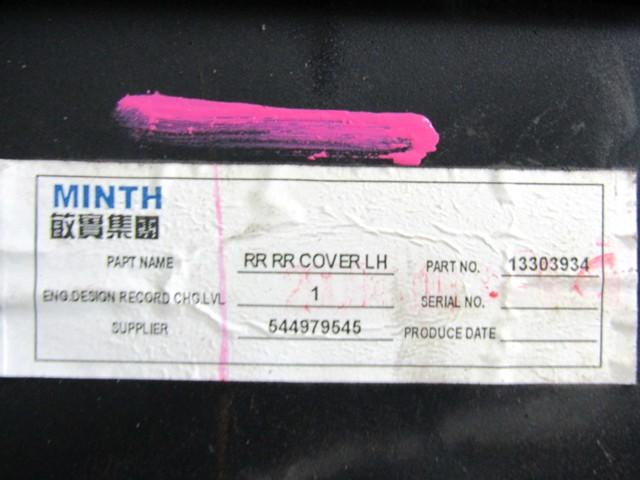 MINTH
敏實集團
PAPT NAME RR RR COVER LH PART NO. 13303934
ENG.DESIGN RECORD CHG.LVL 1 SERIAL NO.
SUPPLIER 544979545 PRODUCE DATE